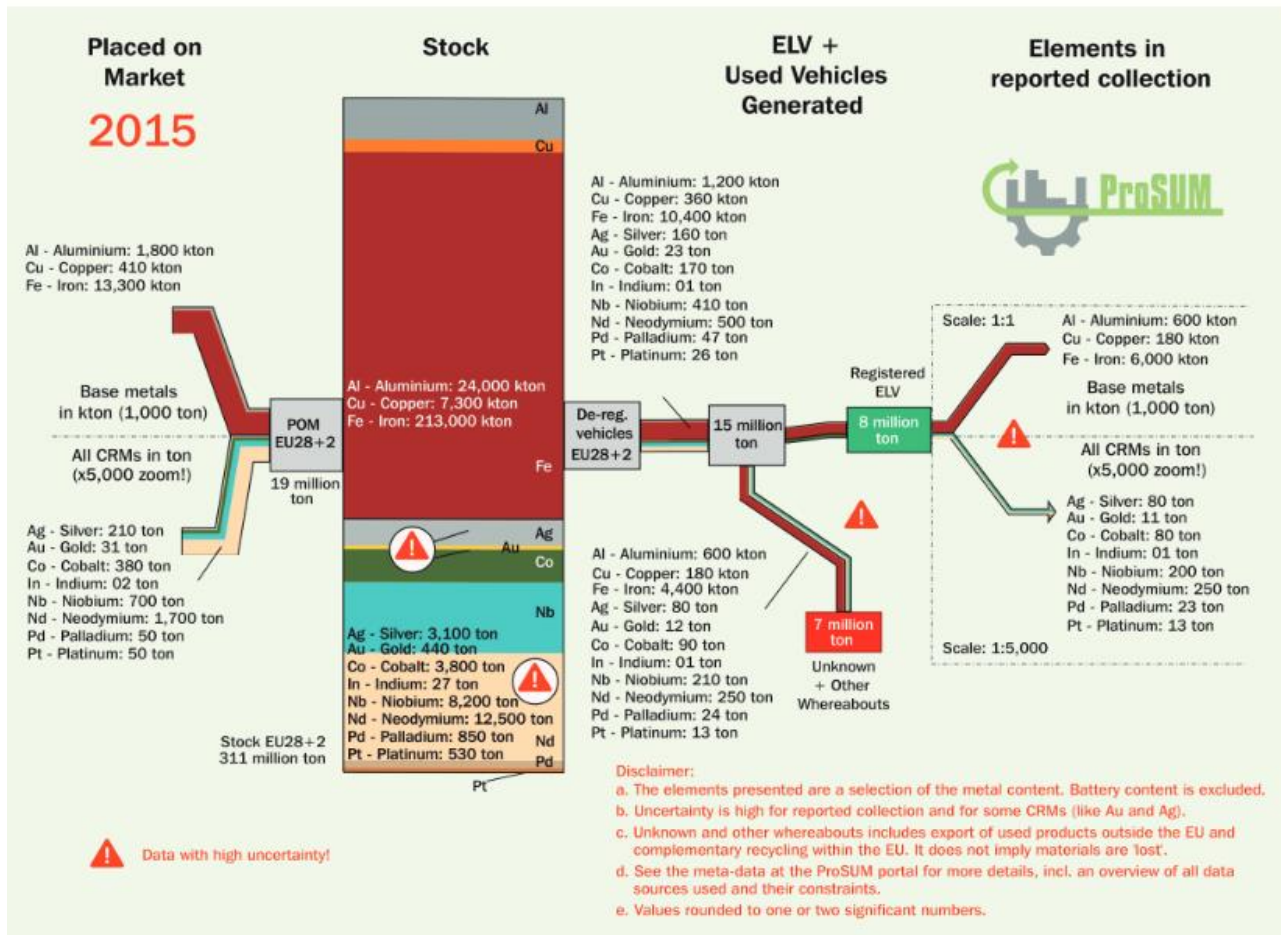 Placed on
Market
2015
Stock
ELV +
Used Vehicles
Generated
Elements in
reported collection
ProSUM
Al - Aluminium: 1,800 kton
Cu - Copper: 410 kton
Fe - Iron: 13,300 kton
Base metals
in kton (1,000 ton)
All CRMs in ton
(x5,000 zoom!)
POM
EU28+2
19 million
ton
Ag - Silver: 210 ton
Au - Gold: 31 ton
Co - Cobalt: 380 ton
In - Indium: 02 ton
Nb - Niobium: 700 ton
Nd - Neodymium: 1,700 ton
Pd - Palladium: 50 ton
Pt - Platinum: 50 ton
Al
Cu
Al - Aluminium: 24,000 kton
Cu - Copper: 7,300 kton
Fe - Iron: 213,000 kton
Fe
Ag
Au
Co
Nb
Ag - Silver: 3,100 ton
Au - Gold: 440 ton
Co - Cobalt: 3,800 ton
In - Indium: 27 ton
Nb - Niobium: 8,200 ton
Nd - Neodymium: 12,500 ton
Pd - Palladium: 850 ton
Pt - Platinum: 530 ton
Nd
Pd
Pt
Stock EU28+2
311 million ton
Al - Aluminium: 1,200 kton
Cu - Copper: 360 kton
Fe - Iron: 10,400 kton
Ag - Silver: 160 ton
Au - Gold: 23 ton
Co - Cobalt: 170 ton
In - Indium: 01 ton
Nb - Niobium: 410 ton
Nd - Neodymium: 500 ton
Pd - Palladium: 47 ton
Pt - Platinum: 26 ton
De-reg.
vehicles
EU28+2
15 million
ton
Registered
ELV
8 million
ton
Al - Aluminium: 600 kton
Cu - Copper: 180 kton
Fe - Iron: 4,400 kton
Ag - Silver: 80 ton
Au - Gold: 12 ton
Co - Cobalt: 90 ton
In - Indium: 01 ton
Nb - Niobium: 210 ton
Nd - Neodymium: 250 ton
Pd - Palladium: 24 ton
Pt - Platinum: 13 ton
7 million
ton
Unknown
+ Other
Whereabouts
Scale: 1:1
Al - Aluminium: 600 kton
Cu - Copper: 180 kton
Fe - Iron: 6,000 kton
Base metals
in kton (1,000 ton)
All CRMs in ton
(x5,000 zoom!)
Ag - Silver: 80 ton
Au - Gold: 11 ton
Co - Cobalt: 80 ton
In - Indium: 01 ton
Nb - Niobium: 200 ton
Nd - Neodymium: 250 ton
Pd - Palladium: 23 ton
Pt - Platinum: 13 ton
Scale: 1:5,000
! Data with high uncertainty!
Disclaimer:
a. The elements presented are a selection of the metal content. Battery content is excluded.
b. Uncertainty is high for reported collection and for some CRMs (like Au and Ag).
c. Unknown and other whereabouts includes export of used products outside the EU and
complementary recycling within the EU. It does not imply materials are 'lost'.
d. See the meta-data at the ProSUM portal for more details, incl. an overview of all data
sources used and their constraints.
e. Values rounded to one or two significant numbers.